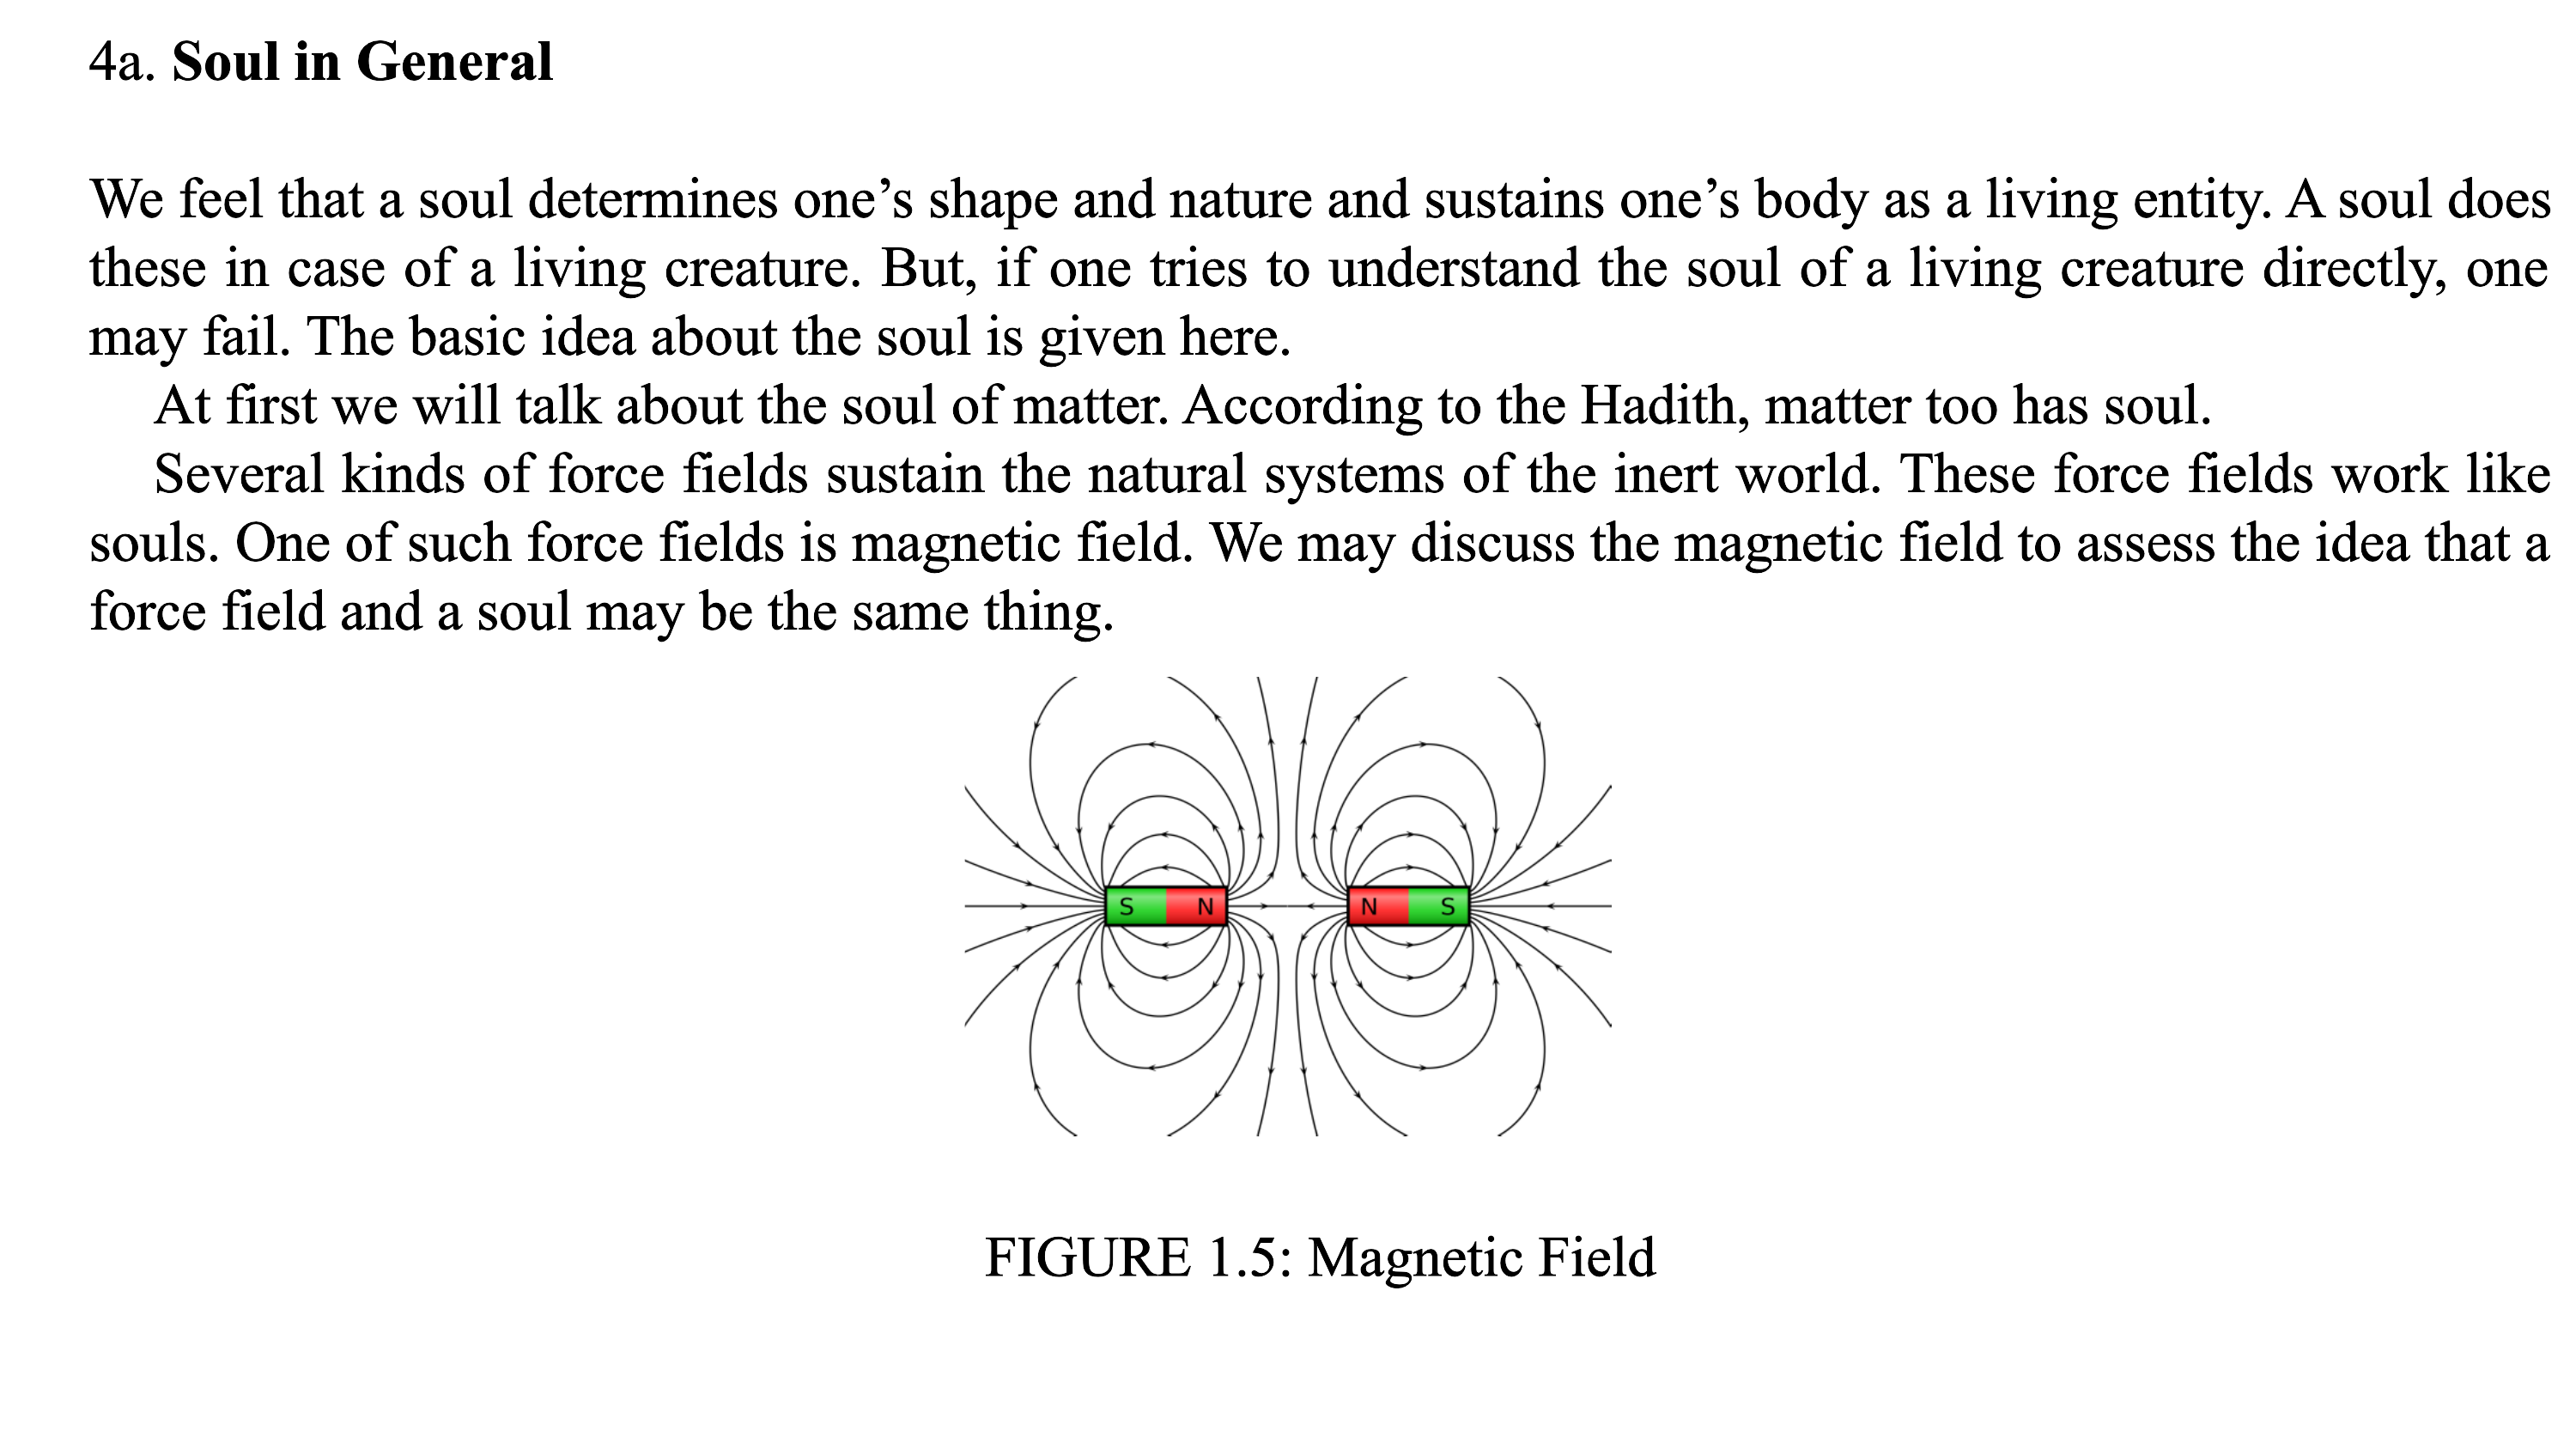 4a. Soul in General
We feel that a soul determines one’s shape and nature and sustains one’s body as a living entity. A soul does
these in case of a living creature. But, if one tries to understand the soul of a living creature directly, one
may fail. The basic idea about the soul is given here.
At first we will talk about the soul of matter. According to the Hadith, matter too has soul.
Several kinds of force fields sustain the natural systems of the inert world. These force fields work like
souls. One of such force fields is magnetic field. We may discuss the magnetic field to assess the idea that a
force field and a soul may be the same thing.
S N N S
FIGURE 1.5: Magnetic Field